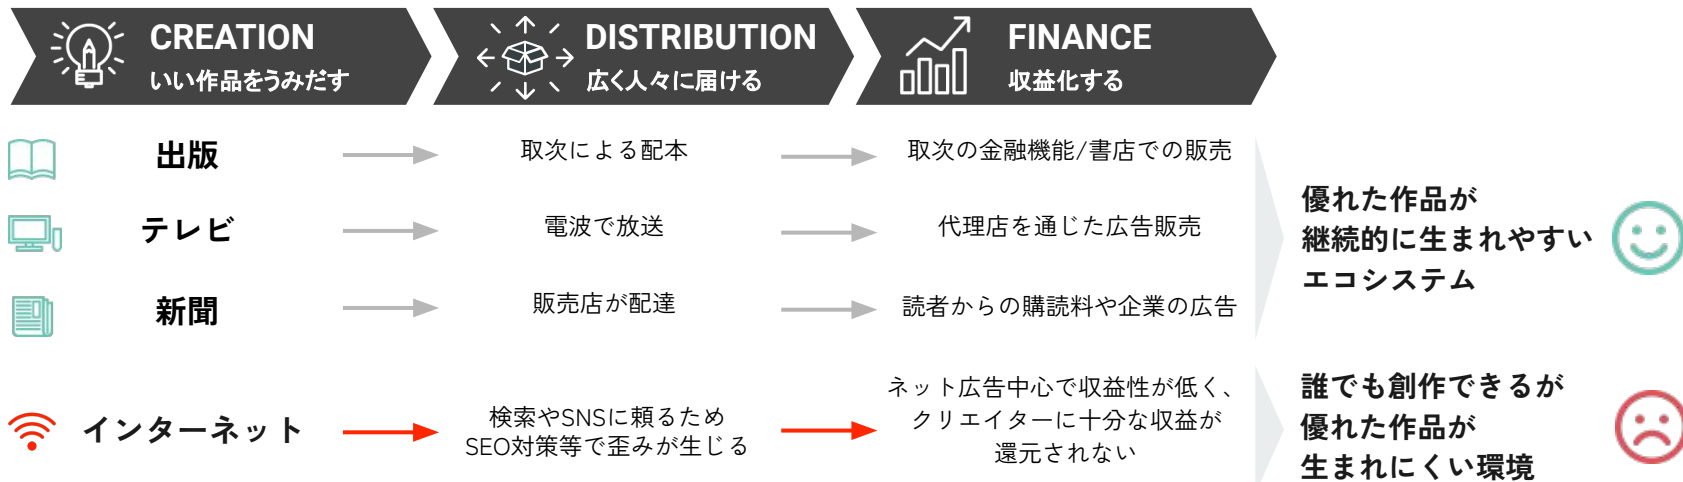 CREATION
いい作品をうみだす
DISTRIBUTION
広く人々に届ける
FINANCE
収益化する
出版
取次による配本
取次の金融機能/書店での販売
テレビ
電波で放送
代理店を通じた広告販売
新聞
販売店が配達
読者からの購読料や企業の広告
優れた作品が
継続的に生まれやすい
エコシステム
インターネット
検索やSNSに頼るため
SEO対策等で歪みが生じる
ネット広告中心で収益性が低く、
クリエイターに十分な収益が
還元されない
誰でも創作できるが
優れた作品が
生まれにくい環境